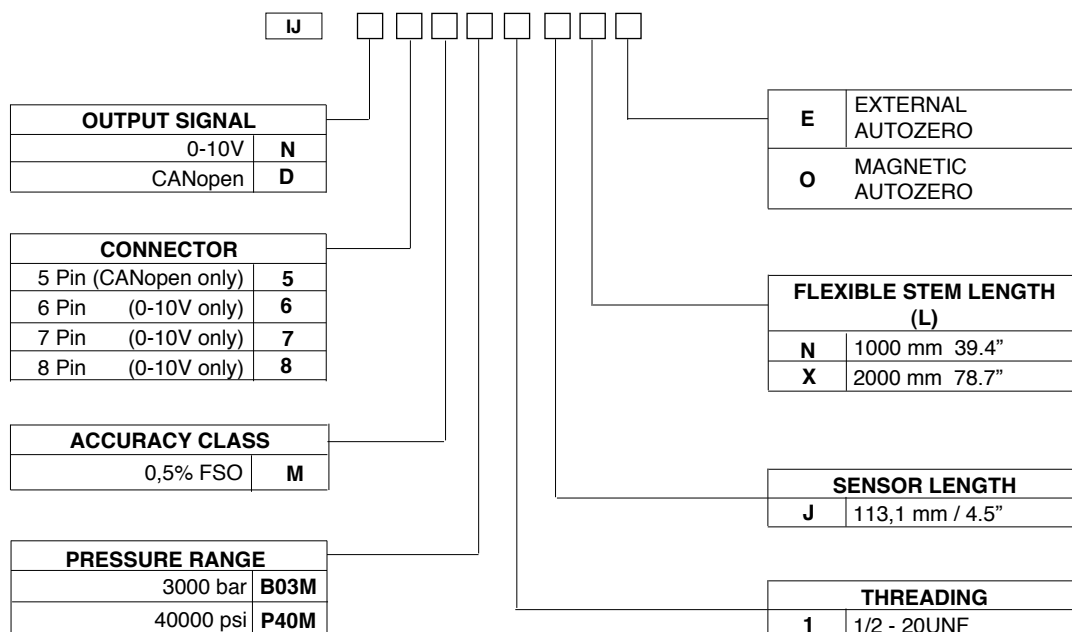 IJ
OUTPUT SIGNAL
0-10V N
CANopen D
CONNECTOR
5 Pin (CANopen only) 5
6 Pin (0-10V only) 6
7 Pin (0-10V only) 7
8 Pin (0-10V only) 8
ACCURACY CLASS
0,5% FSO M
PRESSURE RANGE
3000 bar B03M
40000 psi P40M
E EXTERNAL
AUTOZERO
O MAGNETIC
AUTOZERO
FLEXIBLE STEM LENGTH
(L)
N 1000 mm 39.4”
X 2000 mm 78.7”
SENSOR LENGTH
J 113,1 mm / 4.5”
THREADING
1 1/2 - 20UNF